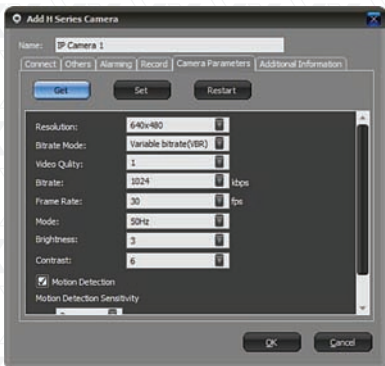 Add H Series Camera
Name: IP Camera 1
Connect Others Alarming Record Camera Parameters Additional Information
Get Set Restart
Resolution: 640x480
Bitrate Mode: Variable bitrate(VBR)
Video Qulity: 1
Bitrate: 1024 kbps
Frame Rate: 30 fps
Mode: 50Hz
Brightness: 3
Contrast: 6
Motion Detection
Motion Detection Sensitivity
OK Cancel